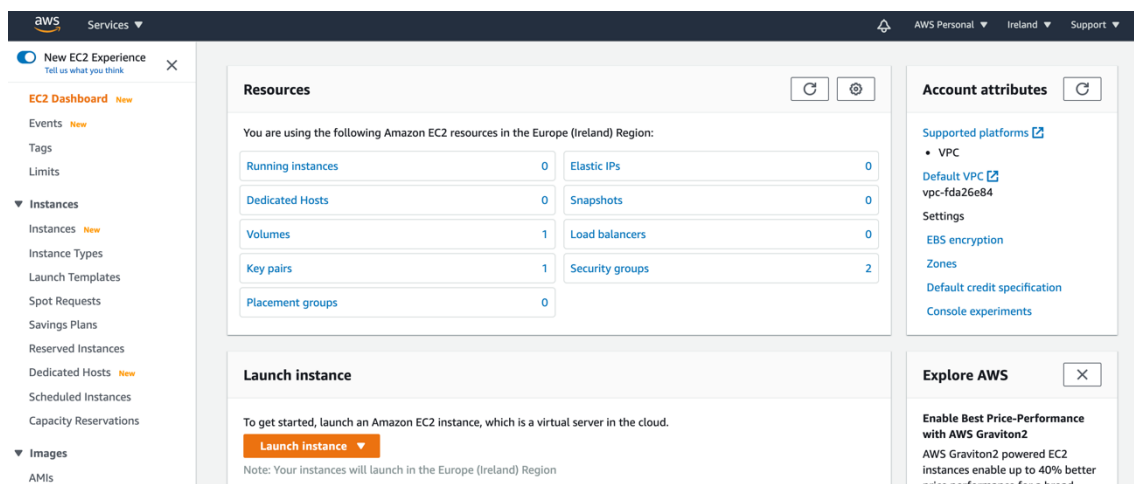 aws Services ▼ AWS Personal ▼ Ireland ▼ Support ▼
New EC2 Experience
Tell us what you think
EC2 Dashboard New
Events New
Tags
Limits
▼ Instances
Instances New
Instance Types
Launch Templates
Spot Requests
Savings Plans
Reserved Instances
Dedicated Hosts New
Scheduled Instances
Capacity Reservations
▼ Images
AMIs
Resources
You are using the following Amazon EC2 resources in the Europe (Ireland) Region:
Running instances 0 Elastic IPs 0
Dedicated Hosts 0 Snapshots 0
Volumes 1 Load balancers 0
Key pairs 1 Security groups 2
Placement groups 0
Launch instance
To get started, launch an Amazon EC2 instance, which is a virtual server in the cloud.
Launch instance ▼
Note: Your instances will launch in the Europe (Ireland) Region
Account attributes
Supported platforms
• VPC
Default VPC
vpc-fda26e84
Settings
EBS encryption
Zones
Default credit specification
Console experiments
Explore AWS
Enable Best Price-Performance
with AWS Graviton2
AWS Graviton2 powered EC2
instances enable up to 40% better